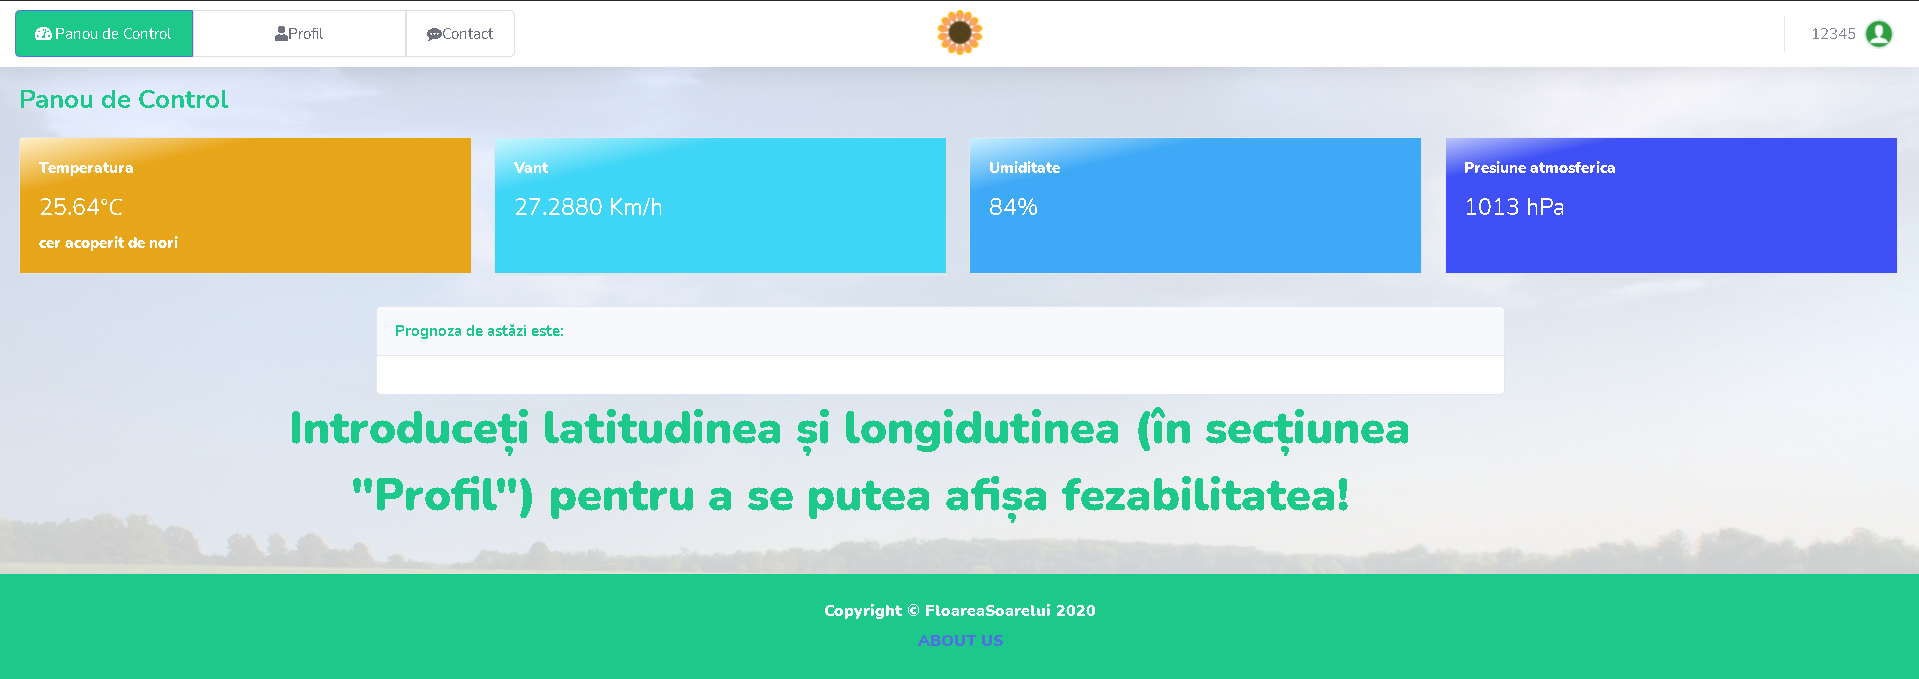 Panou de Control
Profil
Contact
12345
Panou de Control
Temperatura
25.64°C
cer acoperit de nori
Vant
27.2880 Km/h
Umiditate
84%
Presiune atmosferica
1013 hPa
Prognoza de astăzi este:
Introduceți latitudinea și longidutinea (în secțiunea
"Profil") pentru a se putea afișa fezabilitatea!
Copyright © FloareaSoarelui 2020
ABOUT US